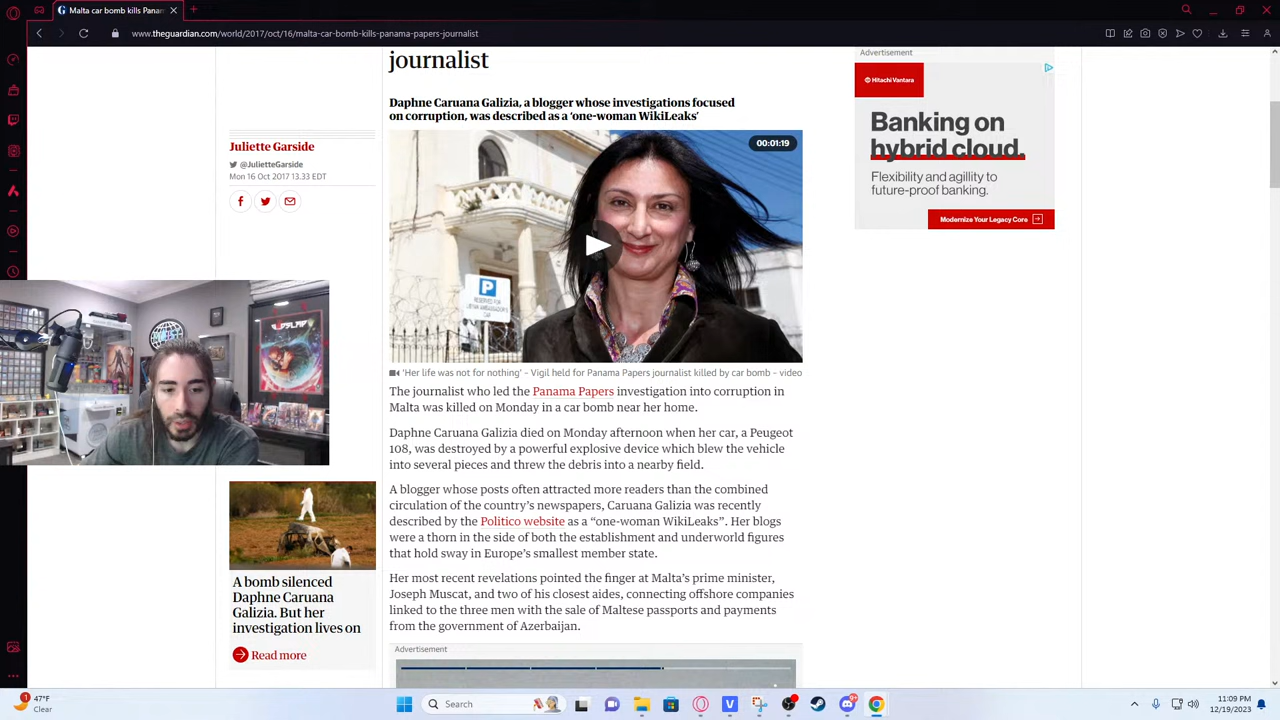 Malta car bomb kills Panama Pa
www.theguardian.com/world/2017/oct/16/malta-car-bomb-kills-panama-papers-journalist
journalist
Daphne Caruana Galizia, a blogger whose investigations focused
on corruption, was described as a ‘one-woman WikiLeaks’
Juliette Garside
@JulietteGarside
Mon 16 Oct 2017 13.33 EDT
00:01:19
P
RESERVED FOR
‘Her life was not for nothing’ – Vigil held for Panama Papers journalist killed by car bomb – video
The journalist who led the Panama Papers investigation into corruption in
Malta was killed on Monday in a car bomb near her home.
Daphne Caruana Galizia died on Monday afternoon when her car, a Peugeot
108, was destroyed by a powerful explosive device which blew the vehicle
into several pieces and threw the debris into a nearby field.
A blogger whose posts often attracted more readers than the combined
circulation of the country’s newspapers, Caruana Galizia was recently
described by the Politico website as a “one-woman WikiLeaks”. Her blogs
were a thorn in the side of both the establishment and underworld figures
that hold sway in Europe’s smallest member state.
Her most recent revelations pointed the finger at Malta’s prime minister,
Joseph Muscat, and two of his closest aides, connecting offshore companies
linked to the three men with the sale of Maltese passports and payments
from the government of Azerbaijan.
Advertisement
A bomb silenced
Daphne Caruana
Galizia. But her
investigation lives on
Read more
Advertisement
Hitachi Vantara
Banking on
hybrid cloud.
Flexibility and agillity to
future-proof banking.
Modernize Your Legacy Core
1
47°F
Clear
Search
9+
11:09 PM
12/19/2023